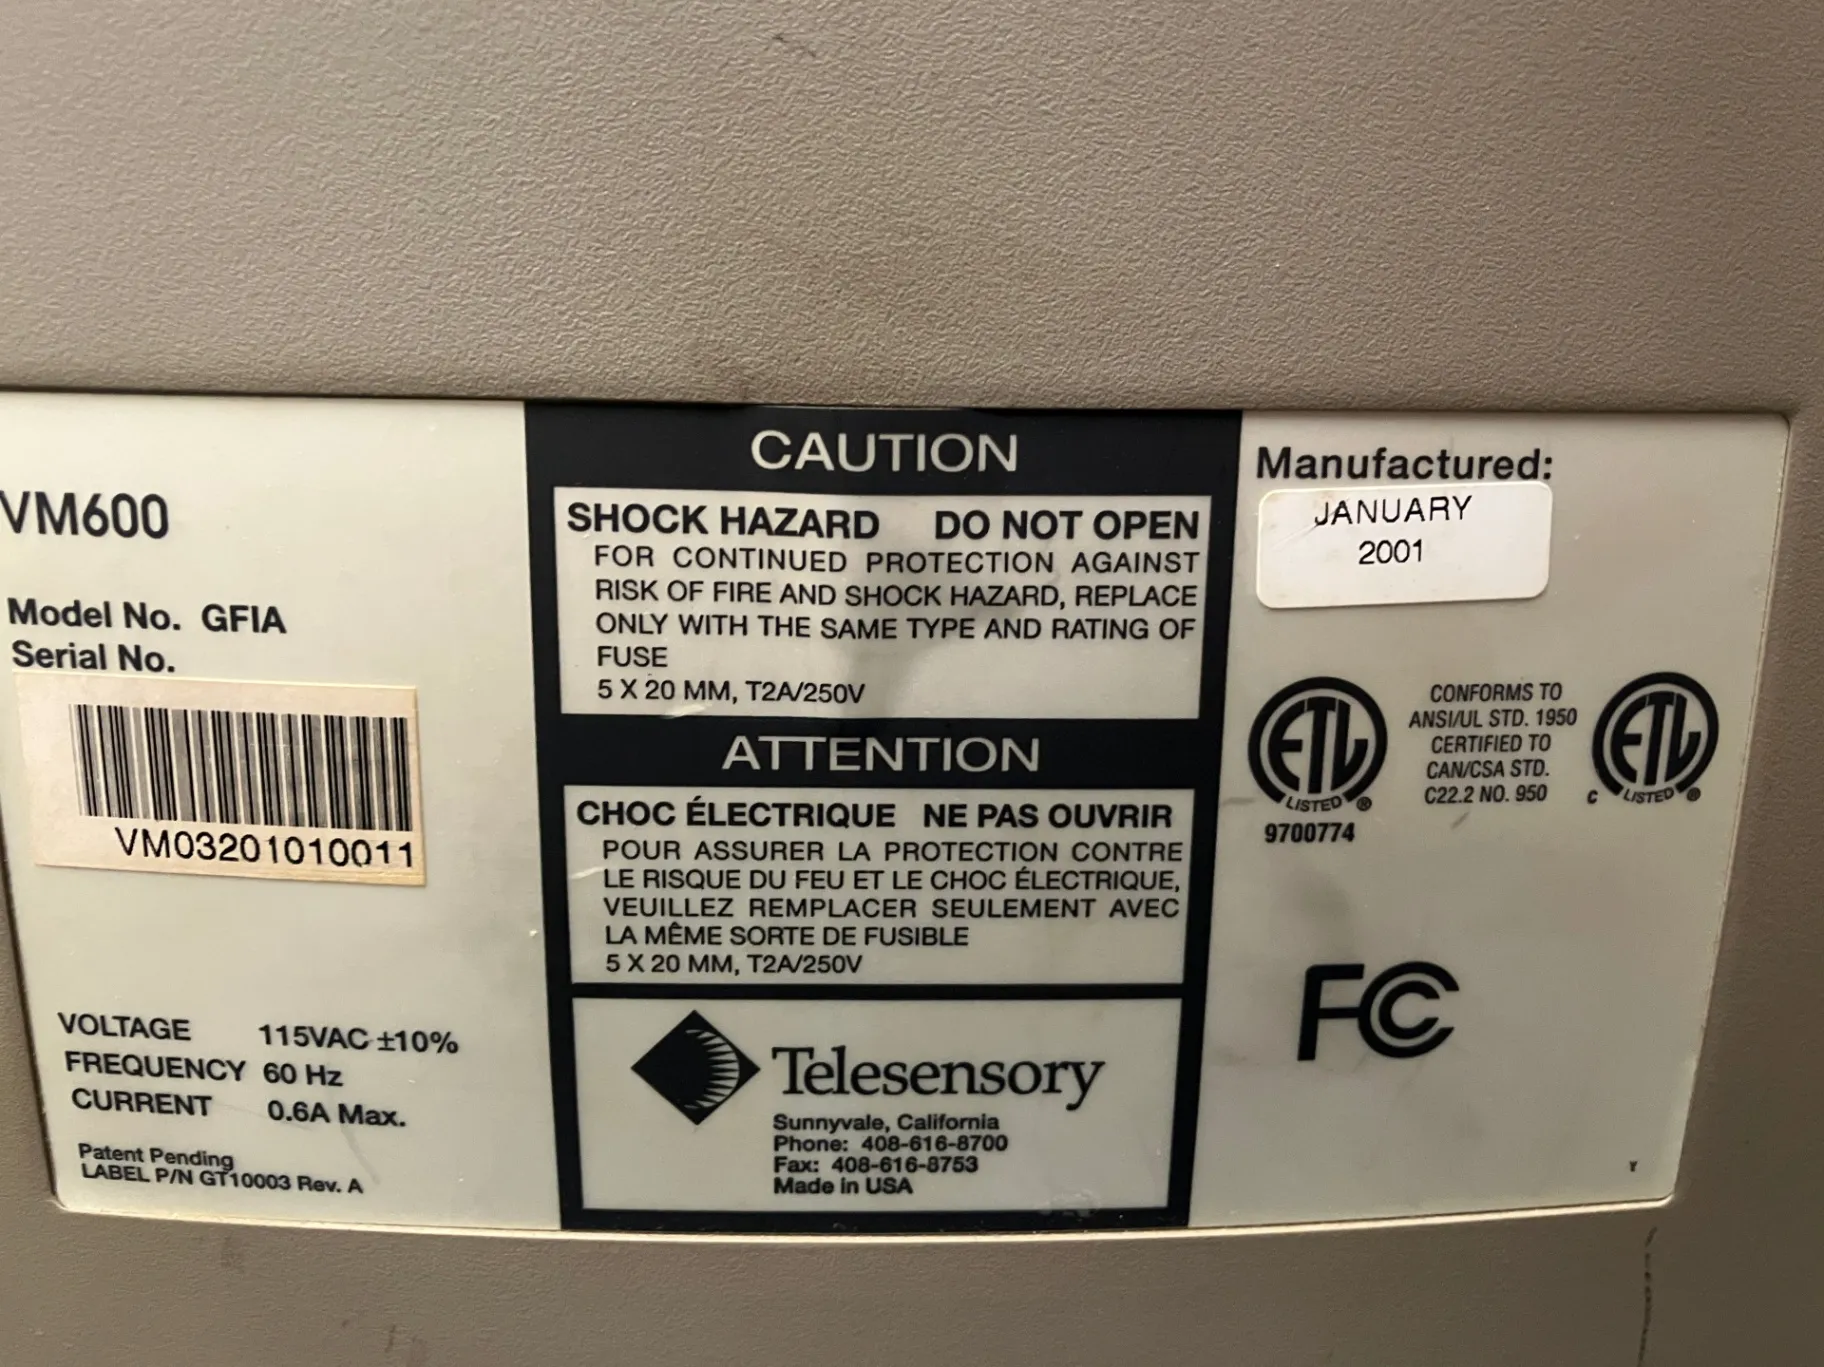 VM600
Model No. GFIA
Serial No.
VM03201010011
VOLTAGE 115VAC ±10%
FREQUENCY 60 Hz
CURRENT 0.6A Max.
Patent Pending
LABEL P/N GT10003 Rev. A
CAUTION
SHOCK HAZARD DO NOT OPEN
FOR CONTINUED PROTECTION AGAINST
RISK OF FIRE AND SHOCK HAZARD, REPLACE
ONLY WITH THE SAME TYPE AND RATING OF
FUSE
5 X 20 MM, T2A/250V
ATTENTION
CHOC ÉLECTRIQUE NE PAS OUVRIR
POUR ASSURER LA PROTECTION CONTRE
LE RISQUE DU FEU ET LE CHOC ÉLECTRIQUE,
VEUILLEZ REMPLACER SEULEMENT AVEC
LA MÊME SORTE DE FUSIBLE
5 X 20 MM, T2A/250V
Telesensory
Sunnyvale, California
Phone: 408-616-8700
Fax: 408-616-8753
Made in USA
Manufactured:
JANUARY
2001
ETL
LISTED ®
9700774
CONFORMS TO
ANSI/UL STD. 1950
CERTIFIED TO
CAN/CSA STD.
C22.2 NO. 950
ETL
C LISTED ®
FC
Y